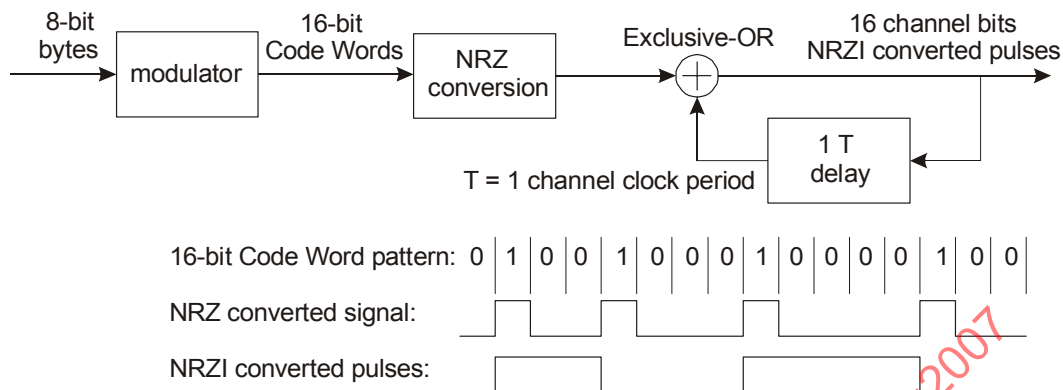 8-bit
bytes
modulator
16-bit
Code Words
NRZ
conversion
Exclusive-OR
16 channel bits
NRZI converted pulses
1 T
delay
T = 1 channel clock period
16-bit Code Word pattern: 0 1 0 0 1 0 0 0 1 0 0 0 0 1 0 0
NRZ converted signal:
NRZI converted pulses:
2007